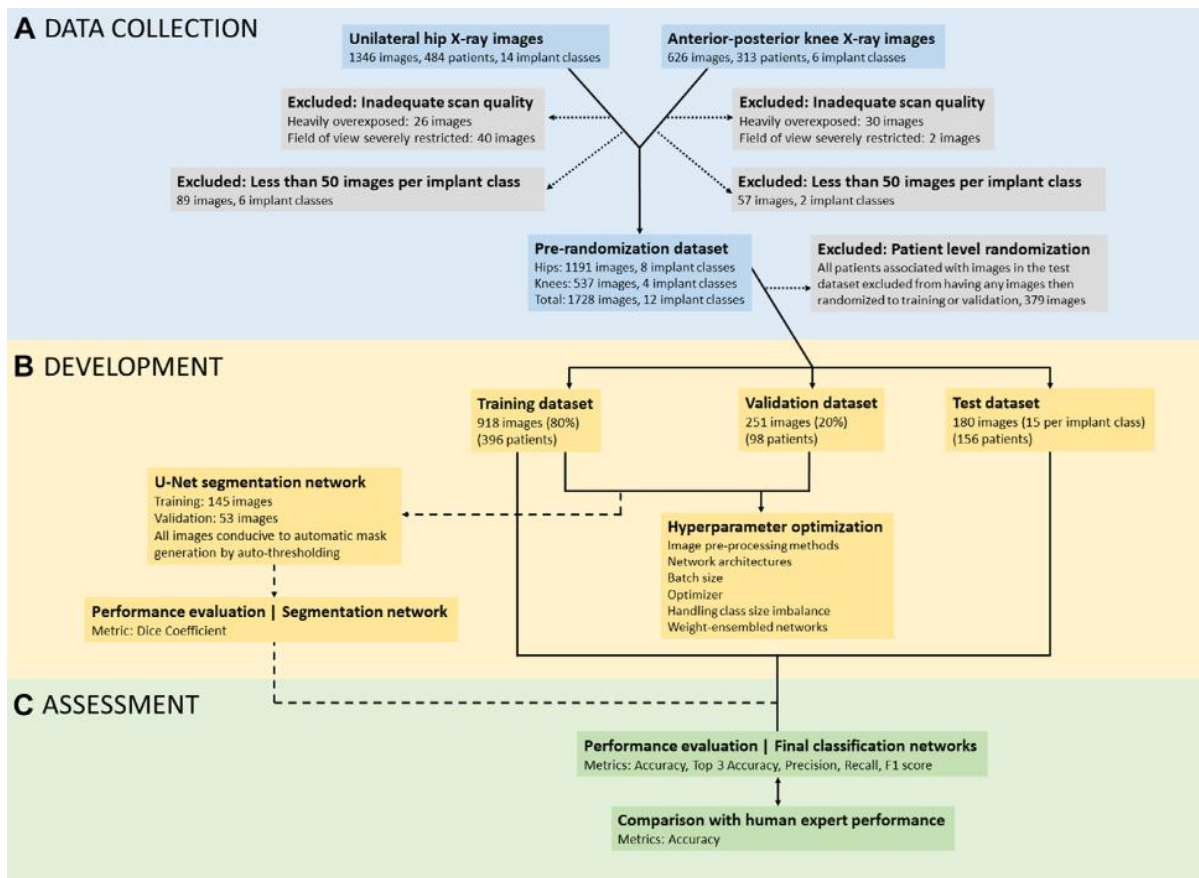 A DATA COLLECTION
Unilateral hip X-ray images
1346 images, 484 patients, 14 implant classes
Anterior-posterior knee X-ray images
626 images, 313 patients, 6 implant classes
Excluded: Inadequate scan quality
Heavily overexposed: 26 images
Field of view severely restricted: 40 images
Excluded: Inadequate scan quality
Heavily overexposed: 30 images
Field of view severely restricted: 2 images
Excluded: Less than 50 images per implant class
89 images, 6 implant classes
Excluded: Less than 50 images per implant class
57 images, 2 implant classes
Pre-randomization dataset
Hips: 1191 images, 8 implant classes
Knees: 537 images, 4 implant classes
Total: 1728 images, 12 implant classes
Excluded: Patient level randomization
All patients associated with images in the test
dataset excluded from having any images then
randomized to training or validation, 379 images
B DEVELOPMENT
Training dataset
918 images (80%)
(396 patients)
Validation dataset
251 images (20%)
(98 patients)
Test dataset
180 images (15 per implant class)
(156 patients)
U-Net segmentation network
Training: 145 images
Validation: 53 images
All images conducive to automatic mask
generation by auto-thresholding
Hyperparameter optimization
Image pre-processing methods
Network architectures
Batch size
Optimizer
Handling class size imbalance
Weight-ensembled networks
Performance evaluation | Segmentation network
Metric: Dice Coefficient
C ASSESSMENT
Performance evaluation | Final classification networks
Metrics: Accuracy, Top 3 Accuracy, Precision, Recall, F1 score
Comparison with human expert performance
Metrics: Accuracy